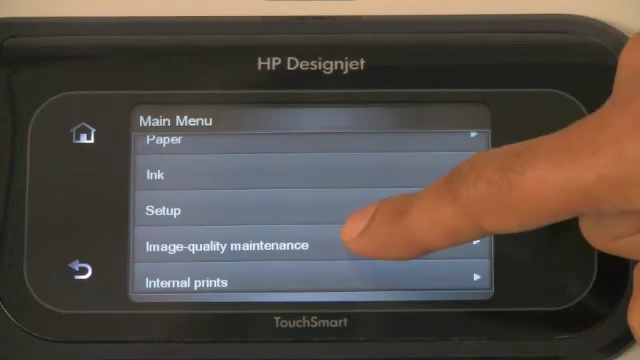 HP Designjet
Main Menu
Paper
Ink
Setup
Image-quality maintenance
Internal prints
TouchSmart